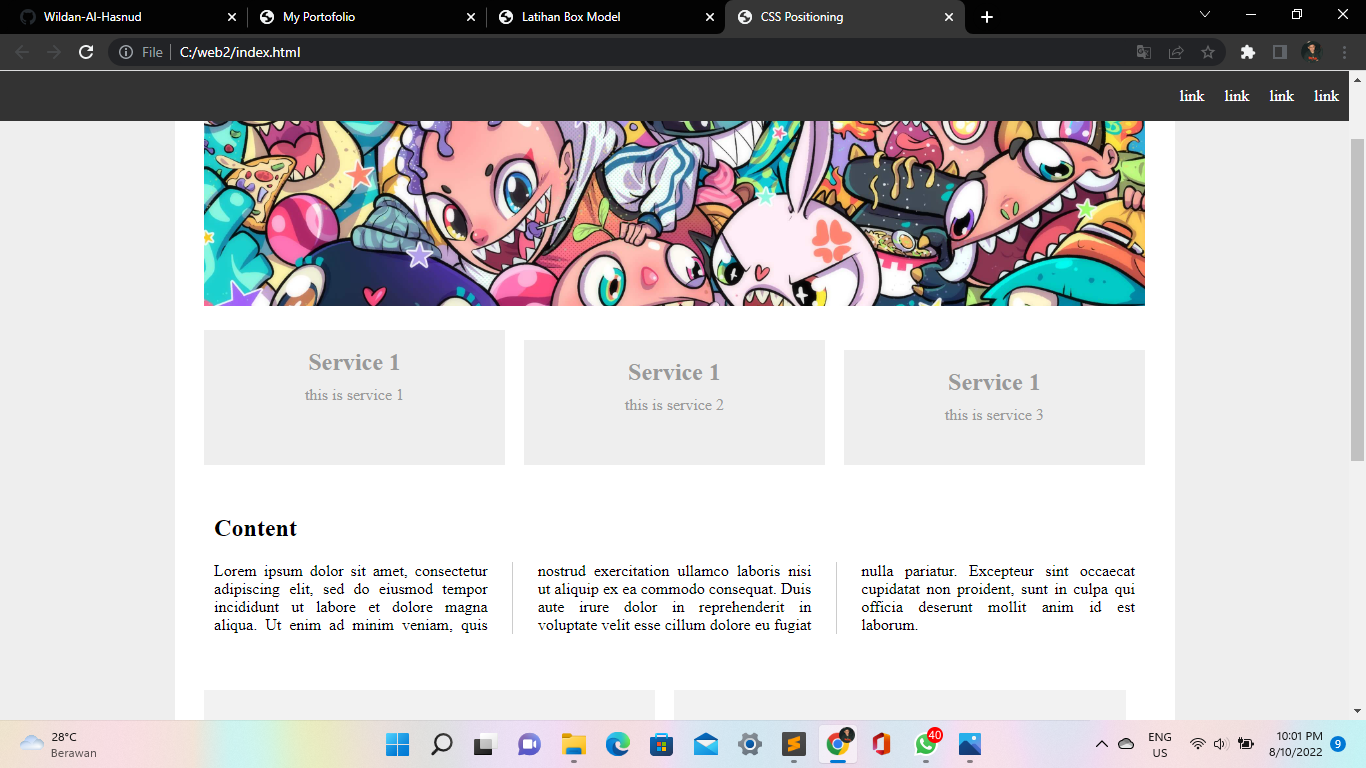 Wildan-Al-Hasnud
My Portofolio
Latihan Box Model
CSS Positioning
File
C:/web2/index.html
link link link link
Service 1
this is service 1
Service 1
this is service 2
Service 1
this is service 3
Content
Lorem ipsum dolor sit amet, consectetur
adipiscing elit, sed do eiusmod tempor
incididunt ut labore et dolore magna
aliqua. Ut enim ad minim veniam, quis
nostrud exercitation ullamco laboris nisi
ut aliquip ex ea commodo consequat. Duis
aute irure dolor in reprehenderit in
voluptate velit esse cillum dolore eu fugiat
nulla pariatur. Excepteur sint occaecat
cupidatat non proident, sunt in culpa qui
officia deserunt mollit anim id est
laborum.
28°C
Berawan
40
ENG
US
10:01 PM
8/10/2022
9